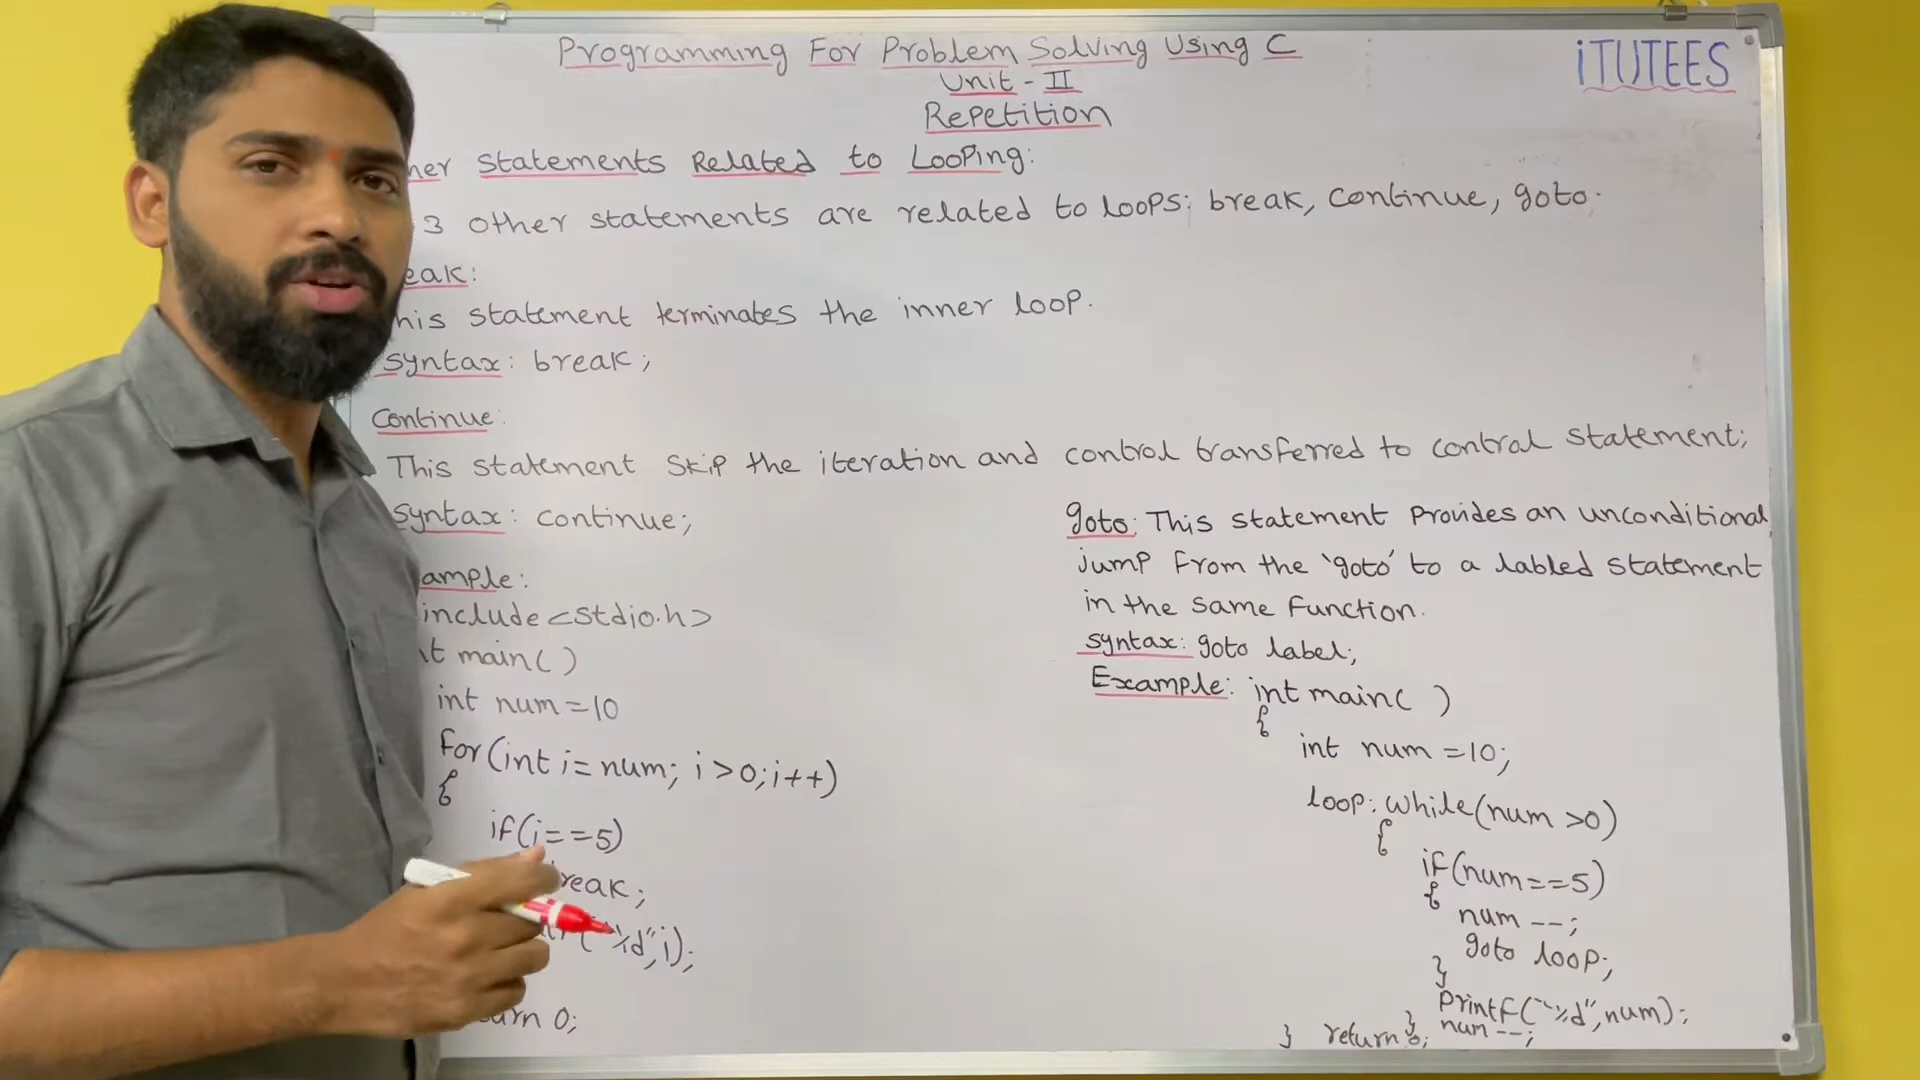 Programming For Problem Solving Using C
iTUTEES
Unit - II
Repetition
Statements Related to Looping:
3 other statements are related to loops: break, continue, goto.
eak:
his statement terminates the inner loop.
Syntax: break;
Continue:
This statement skip the iteration and control transferred to control statement;
Syntax: continue;
ample:
include<stdio.h>
t main( )
int num=10
for(int i=num; i>0;i++)
{
if(i==5)
reak;
"%d",i);
urn 0;
goto: This statement Provides an unconditional
jump from the 'goto' to a labled statement
in the same function.
syntax: goto label;
Example: int main( )
{
int num=10;
loop: while(num >0)
{
if(num==5)
{
num --;
goto loop;
}
printf("%d",num);
} return 0; } num --;